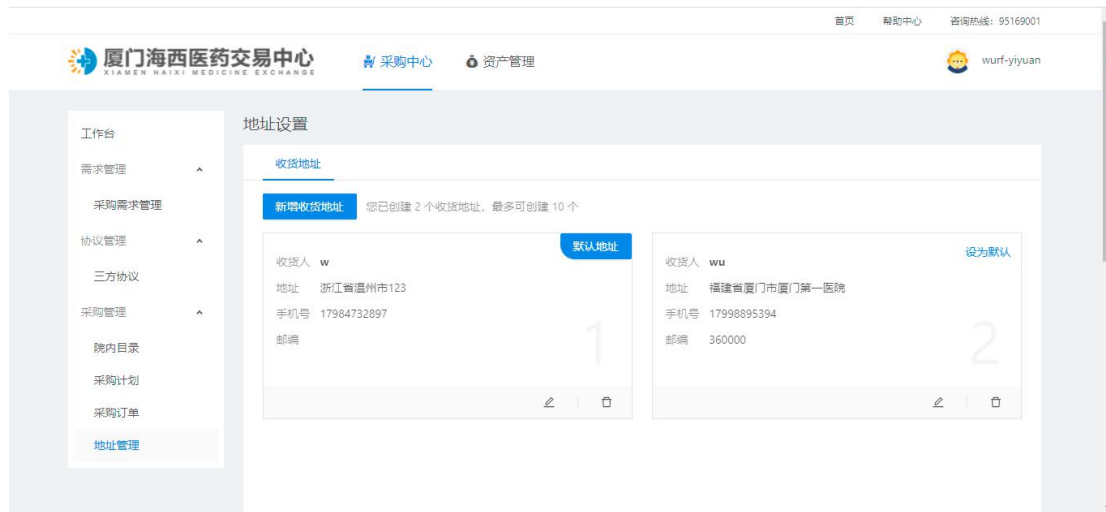 首页 帮助中心 咨询热线：95169001
厦门海西医药交易中心
XIAMEN HAIXI MEDICINE EXCHANGE
采购中心 资产管理 wurf-yiyuan
工作台
需求管理
采购需求管理
协议管理
三方协议
采购管理
院内目录
采购计划
采购订单
地址管理
地址设置
收货地址
新增收货地址 您已创建 2 个收货地址，最多可创建 10 个
默认地址
收货人 w
地址 浙江省温州市123
手机号 17984732897
邮编
1
设为默认
收货人 wu
地址 福建省厦门市厦门第一医院
手机号 17998895394
邮编 360000
2